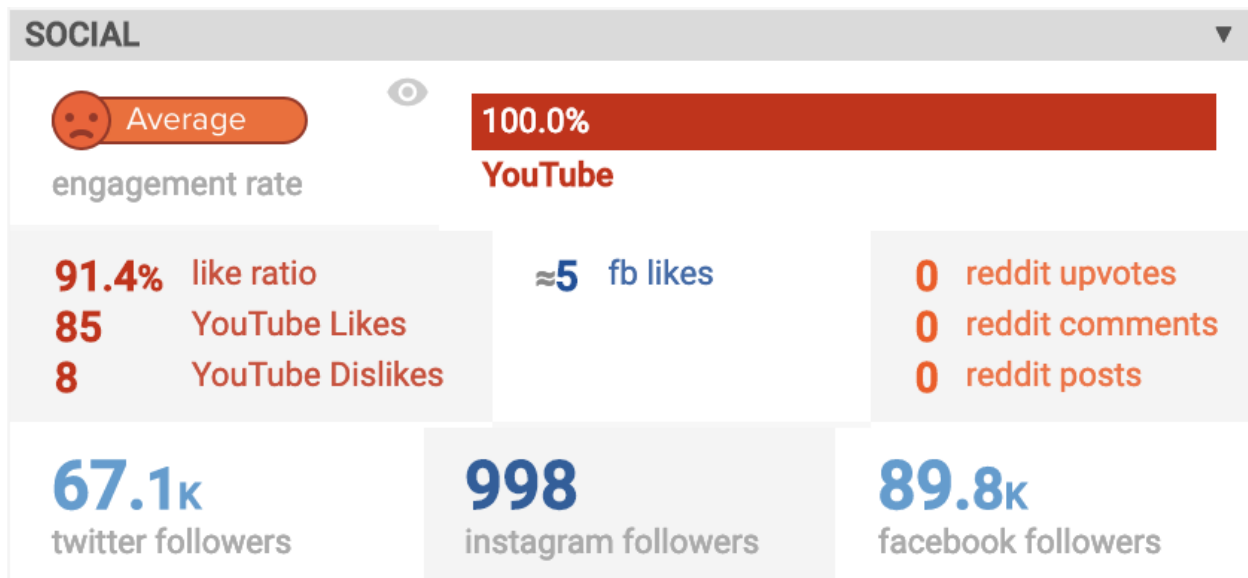 SOCIAL ▼
Average
engagement rate
100.0%
YouTube
91.4% like ratio
85 YouTube Likes
8 YouTube Dislikes
≈5 fb likes
0 reddit upvotes
0 reddit comments
0 reddit posts
67.1K
twitter followers
998
instagram followers
89.8K
facebook followers